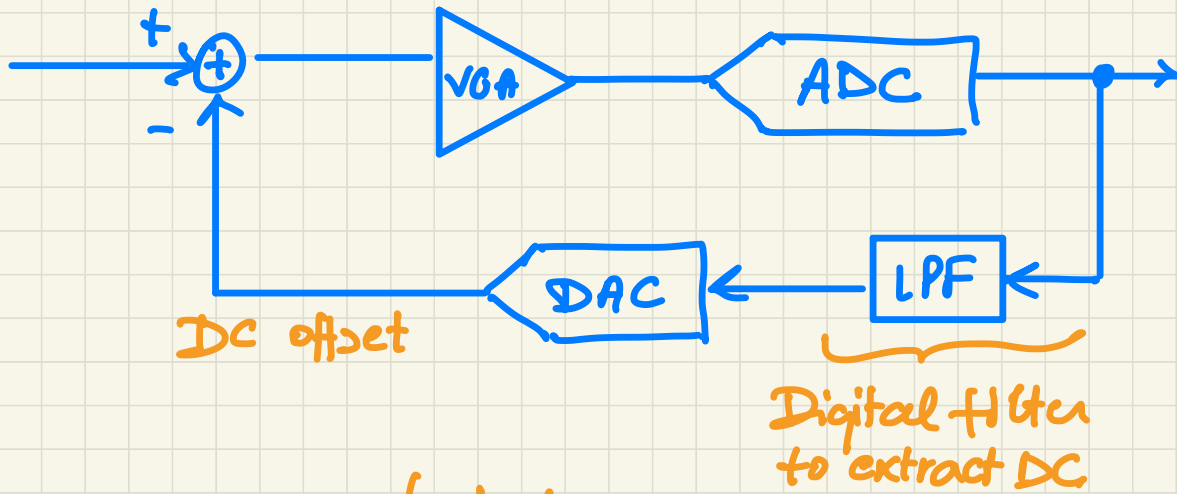 +
+
VGA
ADC
-
DAC
LPF
DC offset
Digital filter
to extract DC